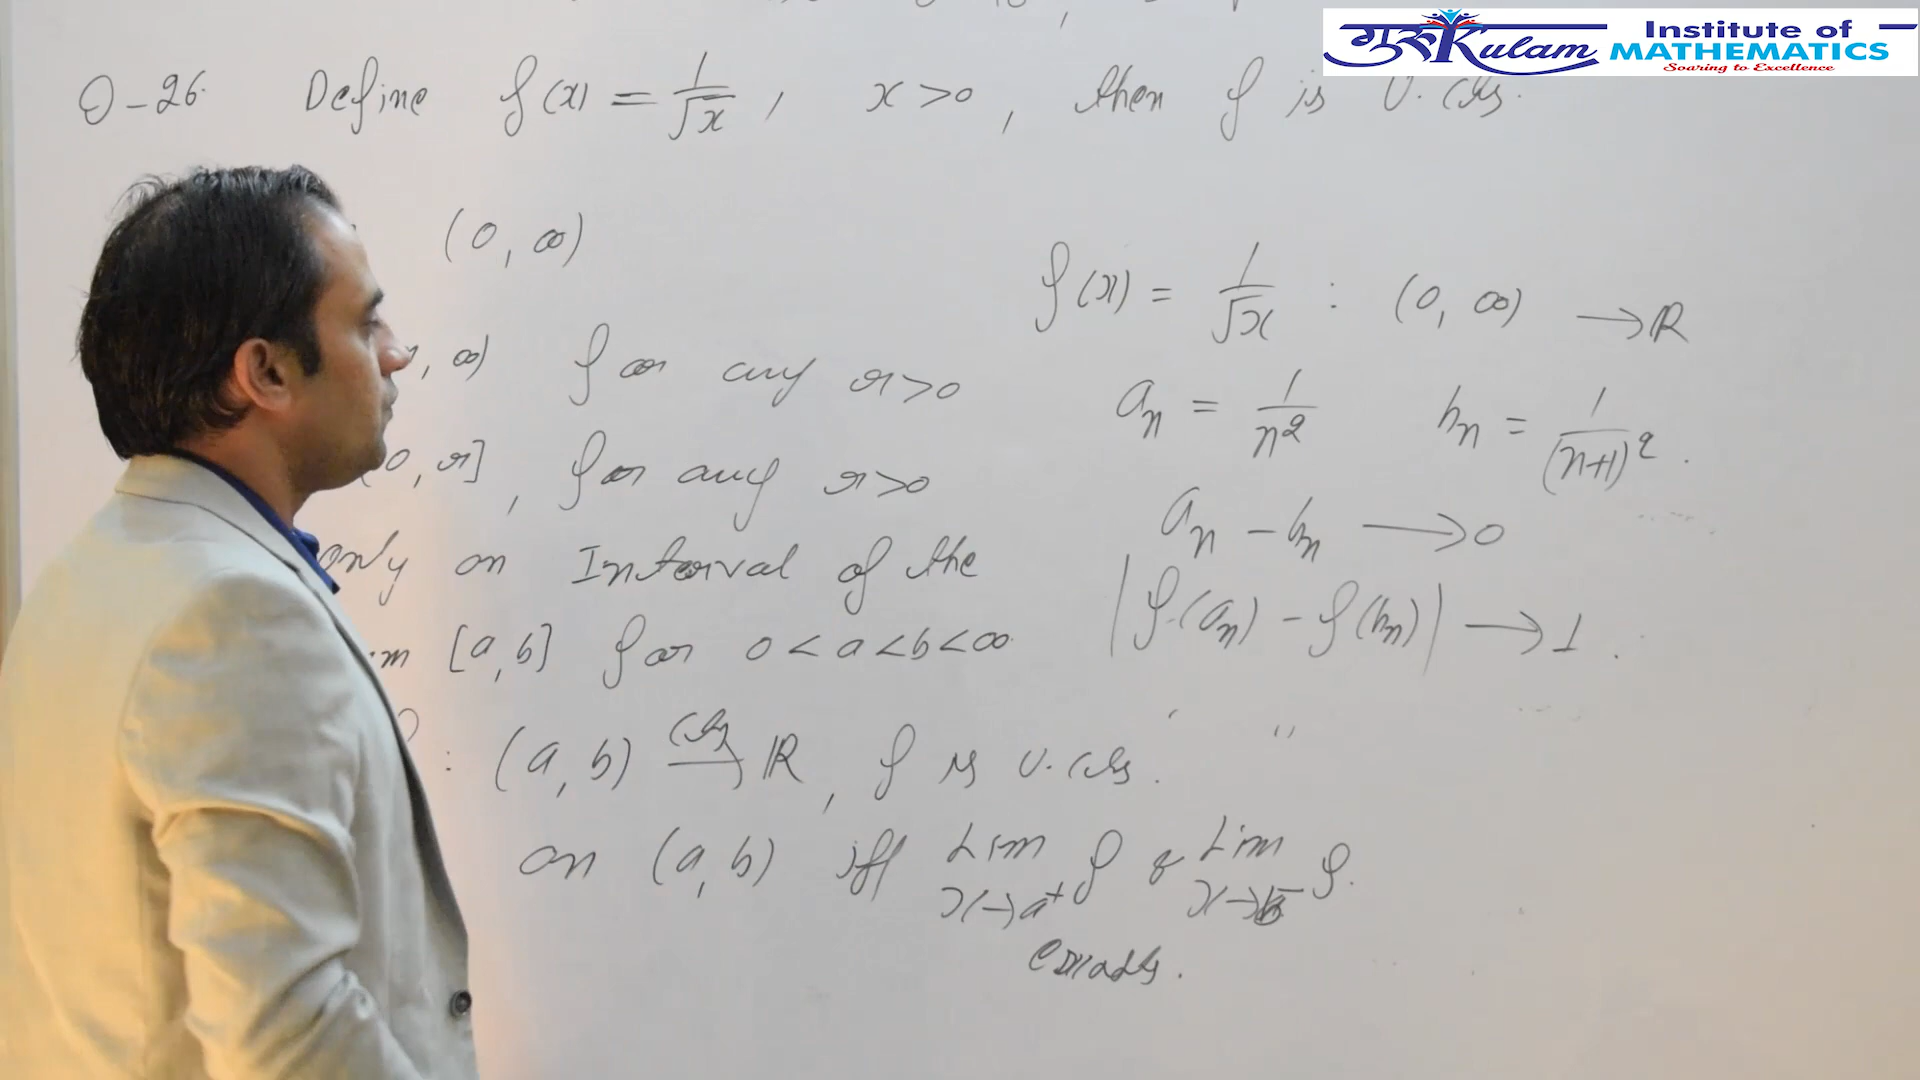 गुरुKulam Institute of
MATHEMATICS
Soaring to Excellence
Q-26. Define f(x) = 1/√x, x>0, then f is U. Cts.
(0, ∞)
, ∞) for any r>0
0, r], for any r>0
only on Interval of the
m [a, b] for 0<a<b<∞
: (a, b) cts→ R, f is U. Cts.
on (a, b) iff Lim x→a⁺ f & Lim x→b⁻ f.
exists.
f(x) = 1/√x : (0, ∞) → R
aₙ = 1/n² bₙ = 1/(n+1)².
aₙ - bₙ → 0
|f(aₙ) - f(bₙ)| → 1.